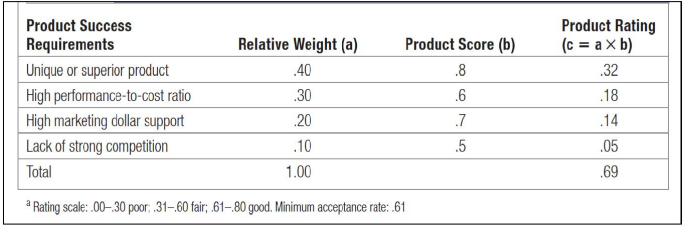 Product Success Requirements Relative Weight (a) Product Score (b) Product Rating (c = a × b)
Unique or superior product .40 .8 .32
High performance-to-cost ratio .30 .6 .18
High marketing dollar support .20 .7 .14
Lack of strong competition .10 .5 .05
Total 1.00 .69
a Rating scale: .00–.30 poor; .31–.60 fair; .61–.80 good. Minimum acceptance rate: .61